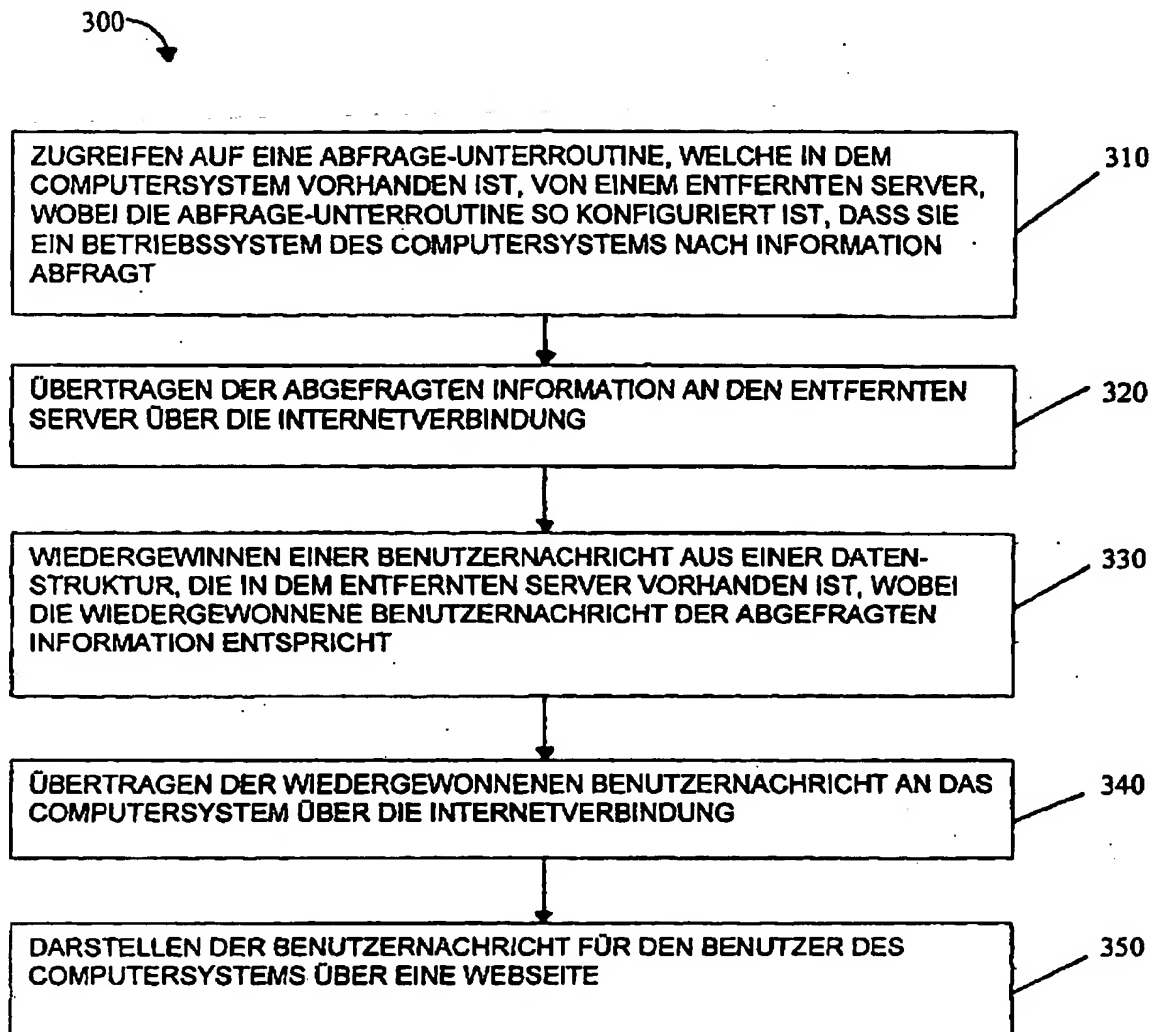 300
ZUGREIFEN AUF EINE ABFRAGE-UNTERROUTINE, WELCHE IN DEM
COMPUTERSYSTEM VORHANDEN IST, VON EINEM ENTFERNTEN SERVER,
WOBEI DIE ABFRAGE-UNTERROUTINE SO KONFIGURIERT IST, DASS SIE
EIN BETRIEBSSYSTEM DES COMPUTERSYSTEMS NACH INFORMATION
ABFRAGT
310
ÜBERTRAGEN DER ABGEFRAGTEN INFORMATION AN DEN ENTFERNTEN
SERVER ÜBER DIE INTERNETVERBINDUNG
320
WIEDERGEWINNEN EINER BENUTZERNACHRICHT AUS EINER DATEN-
STRUKTUR, DIE IN DEM ENTFERNTEN SERVER VORHANDEN IST, WOBEI
DIE WIEDERGEWONNENE BENUTZERNACHRICHT DER ABGEFRAGTEN
INFORMATION ENTSPRICHT
330
ÜBERTRAGEN DER WIEDERGEWONNENEN BENUTZERNACHRICHT AN DAS
COMPUTERSYSTEM ÜBER DIE INTERNETVERBINDUNG
340
DARSTELLEN DER BENUTZERNACHRICHT FÜR DEN BENUTZER DES
COMPUTERSYSTEMS ÜBER EINE WEBSEITE
350